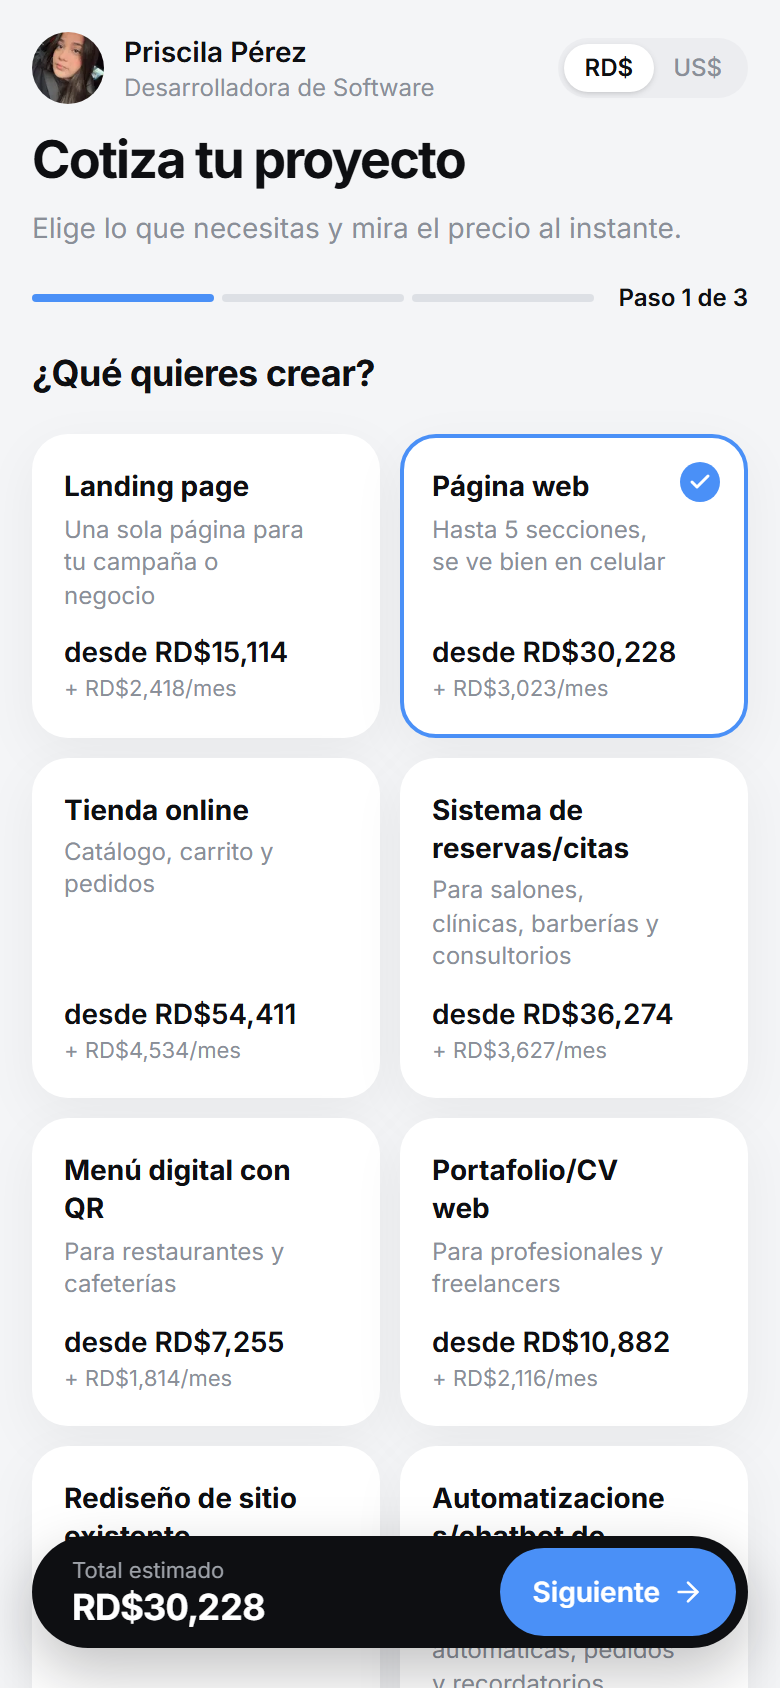 Priscila Pérez
Desarrolladora de Software
RD$ US$
Cotiza tu proyecto
Elige lo que necesitas y mira el precio al instante.
Paso 1 de 3
¿Qué quieres crear?
Landing page
Una sola página para
tu campaña o
negocio
desde RD$15,114
+ RD$2,418/mes
Página web
Hasta 5 secciones,
se ve bien en celular
desde RD$30,228
+ RD$3,023/mes
Tienda online
Catálogo, carrito y
pedidos
desde RD$54,411
+ RD$4,534/mes
Sistema de
reservas/citas
Para salones,
clínicas, barberías y
consultorios
desde RD$36,274
+ RD$3,627/mes
Menú digital con
QR
Para restaurantes y
cafeterías
desde RD$7,255
+ RD$1,814/mes
Portafolio/CV
web
Para profesionales y
freelancers
desde RD$10,882
+ RD$2,116/mes
Rediseño de sitio
existente
Automatizacione
s/chatbot de
automáticas, pedidos
y recordatorios
Total estimado
RD$30,228
Siguiente